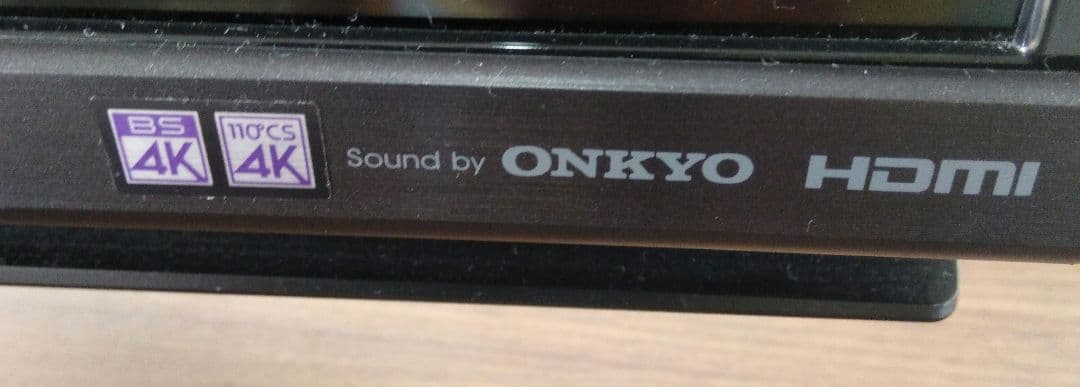 BS 4K
110°CS 4K
Sound by ONKYO
HDMI